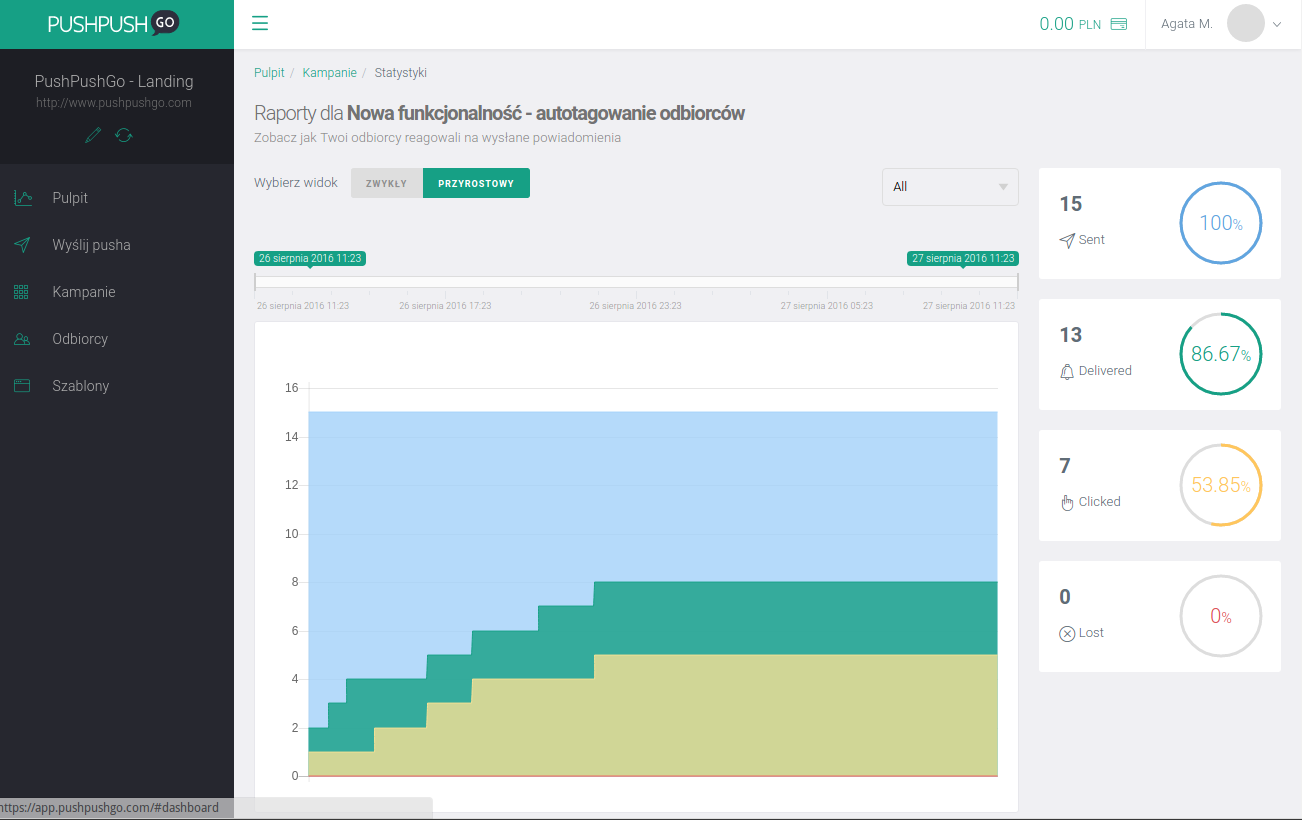 PUSHPUSH GO
0.00 PLN
Agata M.
PushPushGo - Landing
http://www.pushpushgo.com
Pulpit
Wyślij pusha
Kampanie
Odbiorcy
Szablony
Pulpit / Kampanie / Statystyki
Raporty dla Nowa funkcjonalność - autotagowanie odbiorców
Zobacz jak Twoi odbiorcy reagowali na wysłane powiadomienia
Wybierz widok ZWYKŁY PRZYROSTOWY
All
26 sierpnia 2016 11:23
27 sierpnia 2016 11:23
26 sierpnia 2016 11:23
26 sierpnia 2016 17:23
26 sierpnia 2016 23:23
27 sierpnia 2016 05:23
27 sierpnia 2016 11:23
16
14
12
10
8
6
4
2
0
15
Sent
100%
13
Delivered
86.67%
7
Clicked
53.85%
0
Lost
0%
https://app.pushpushgo.com/#dashboard